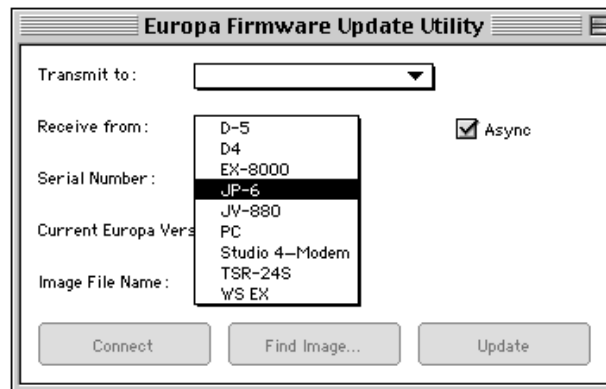 Europa Firmware Update Utility
Transmit to:
Receive from:
Async
D-5
D4
EX-8000
JP-6
JV-880
PC
Studio 4–Modem
TSR-24S
WS EX
Serial Number:
Current Europa Vers
Image File Name:
Connect
Find Image...
Update